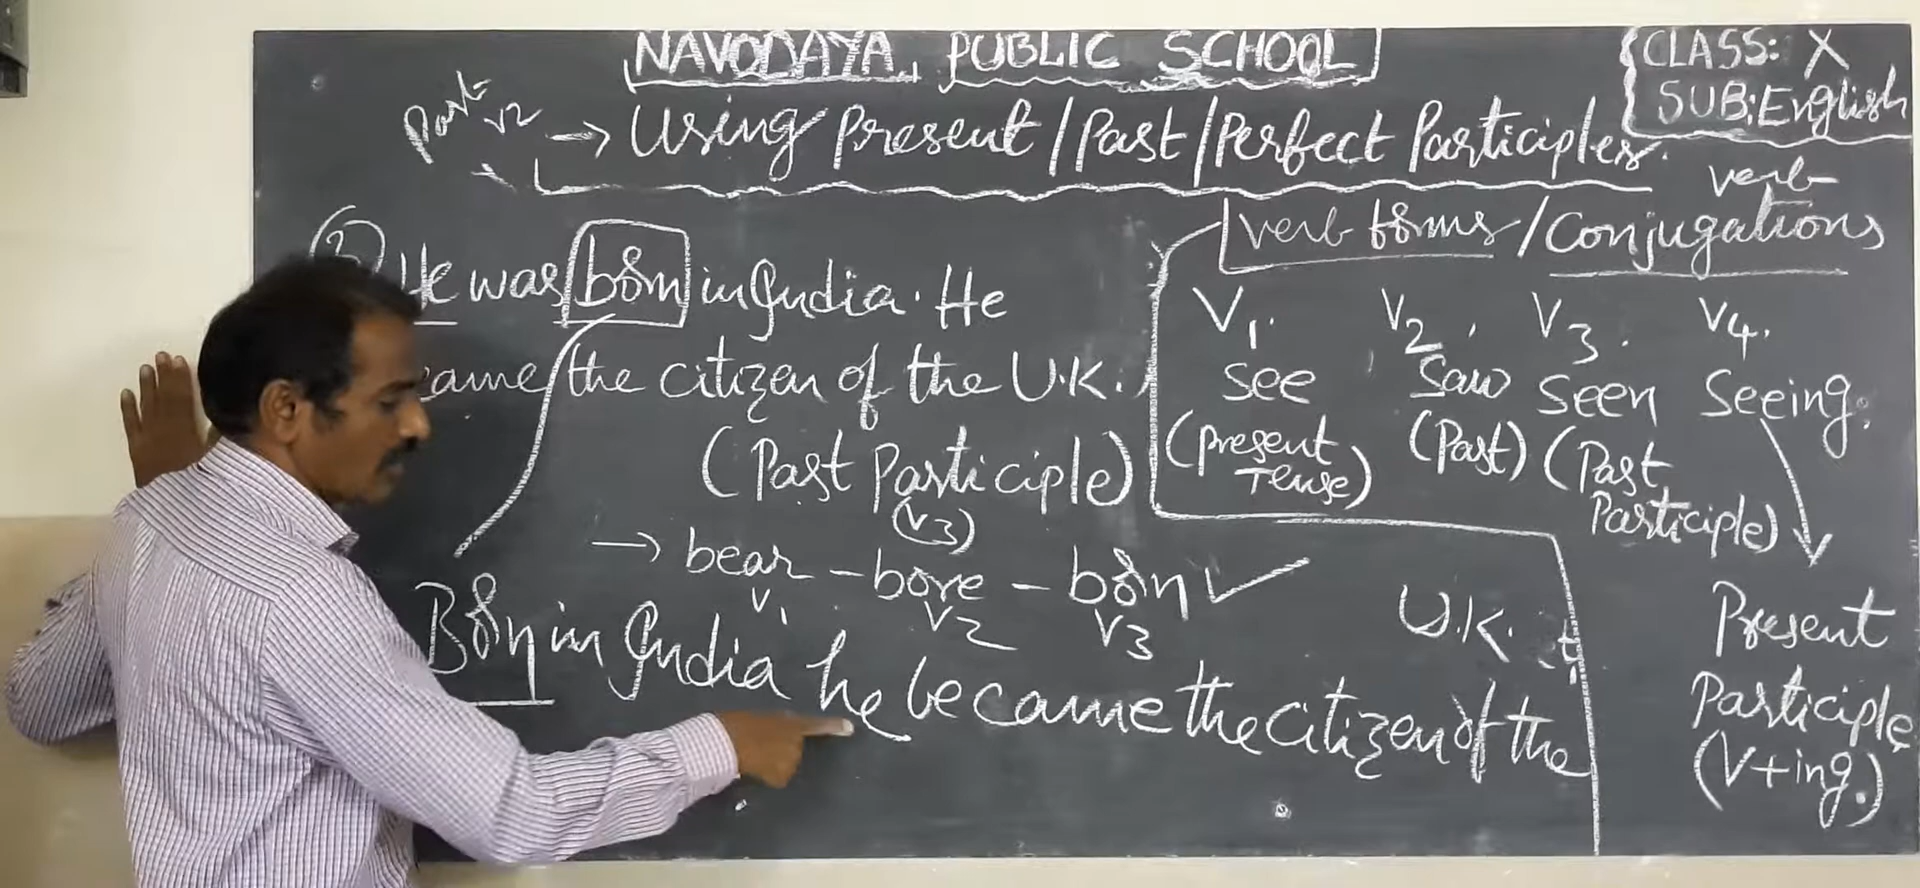 NAVODAYA PUBLIC SCHOOL
CLASS: X
SUB: English
Past V2
→ Using Present / Past / Perfect Participles.
verb
verb forms / Conjugations
He was born in India. He
came the citizen of the U.K.
(Past Participle)
(V3)
→ bear - bore - born ✓
V1 V2 V3
Born in India he became the citizen of the
U.K.
V1. V2. V3. V4.
see saw seen seeing.
(Present Tense) (Past) (Past Participle)
Present
Participle
(V+ing.)